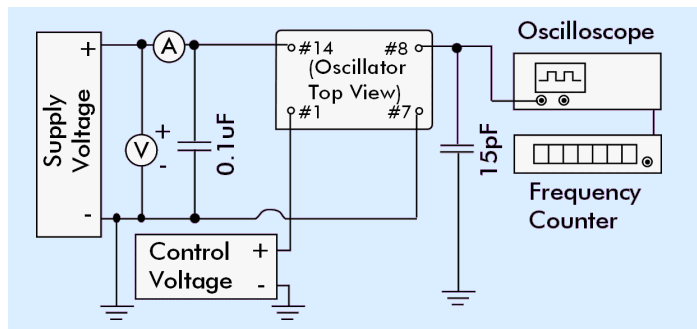 Supply
Voltage
+
-
A
V
+
-
0.1uF
#14
#8
(Oscillator
Top View)
#1
#7
15pF
Oscilloscope
Frequency
Counter
Control
Voltage
+
-